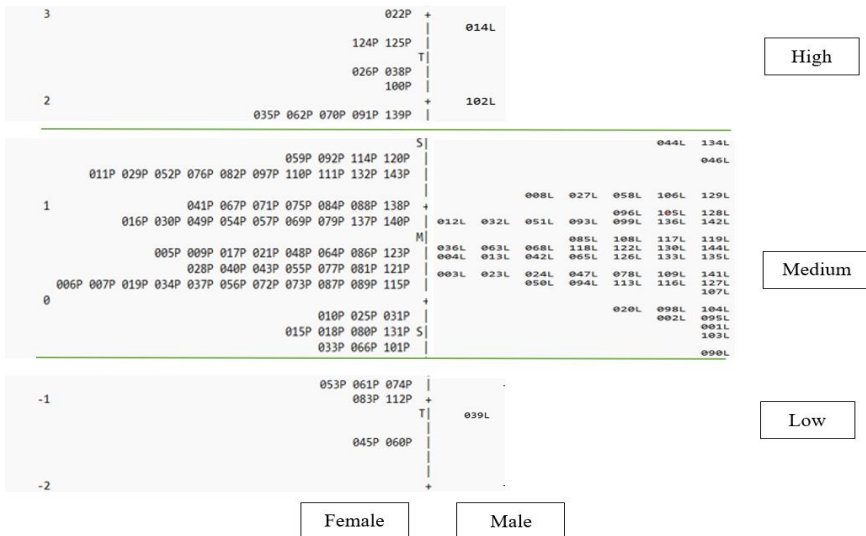 3 022P +
| 014L
124P 125P |
T|
026P 038P |
100P |
High
2 + 102L
035P 062P 070P 091P 139P |
S| 044L 134L
059P 092P 114P 120P | 046L
011P 029P 052P 076P 082P 097P 110P 111P 132P 143P |
| 008L 027L 058L 106L 129L
1 041P 067P 071P 075P 084P 088P 138P + 096L 105L 128L
016P 030P 049P 054P 057P 069P 079P 137P 140P | 012L 032L 051L 093L 099L 136L 142L
M| 085L 108L 117L 119L
005P 009P 017P 021P 048P 064P 086P 123P | 036L 063L 068L 118L 122L 130L 144L
004L 013L 042L 065L 126L 133L 135L
028P 040P 043P 055P 077P 081P 121P | 003L 023L 024L 047L 078L 109L 141L
Medium
006P 007P 019P 034P 037P 056P 072P 073P 087P 089P 115P | 050L 094L 113L 116L 127L
107L
0 +
010P 025P 031P | 020L 098L 104L
002L 095L
015P 018P 080P 131P S| 001L
103L
033P 066P 101P | 090L
053P 061P 074P |
-1 083P 112P +
T| 039L
Low
045P 060P |
-2 +
Female Male